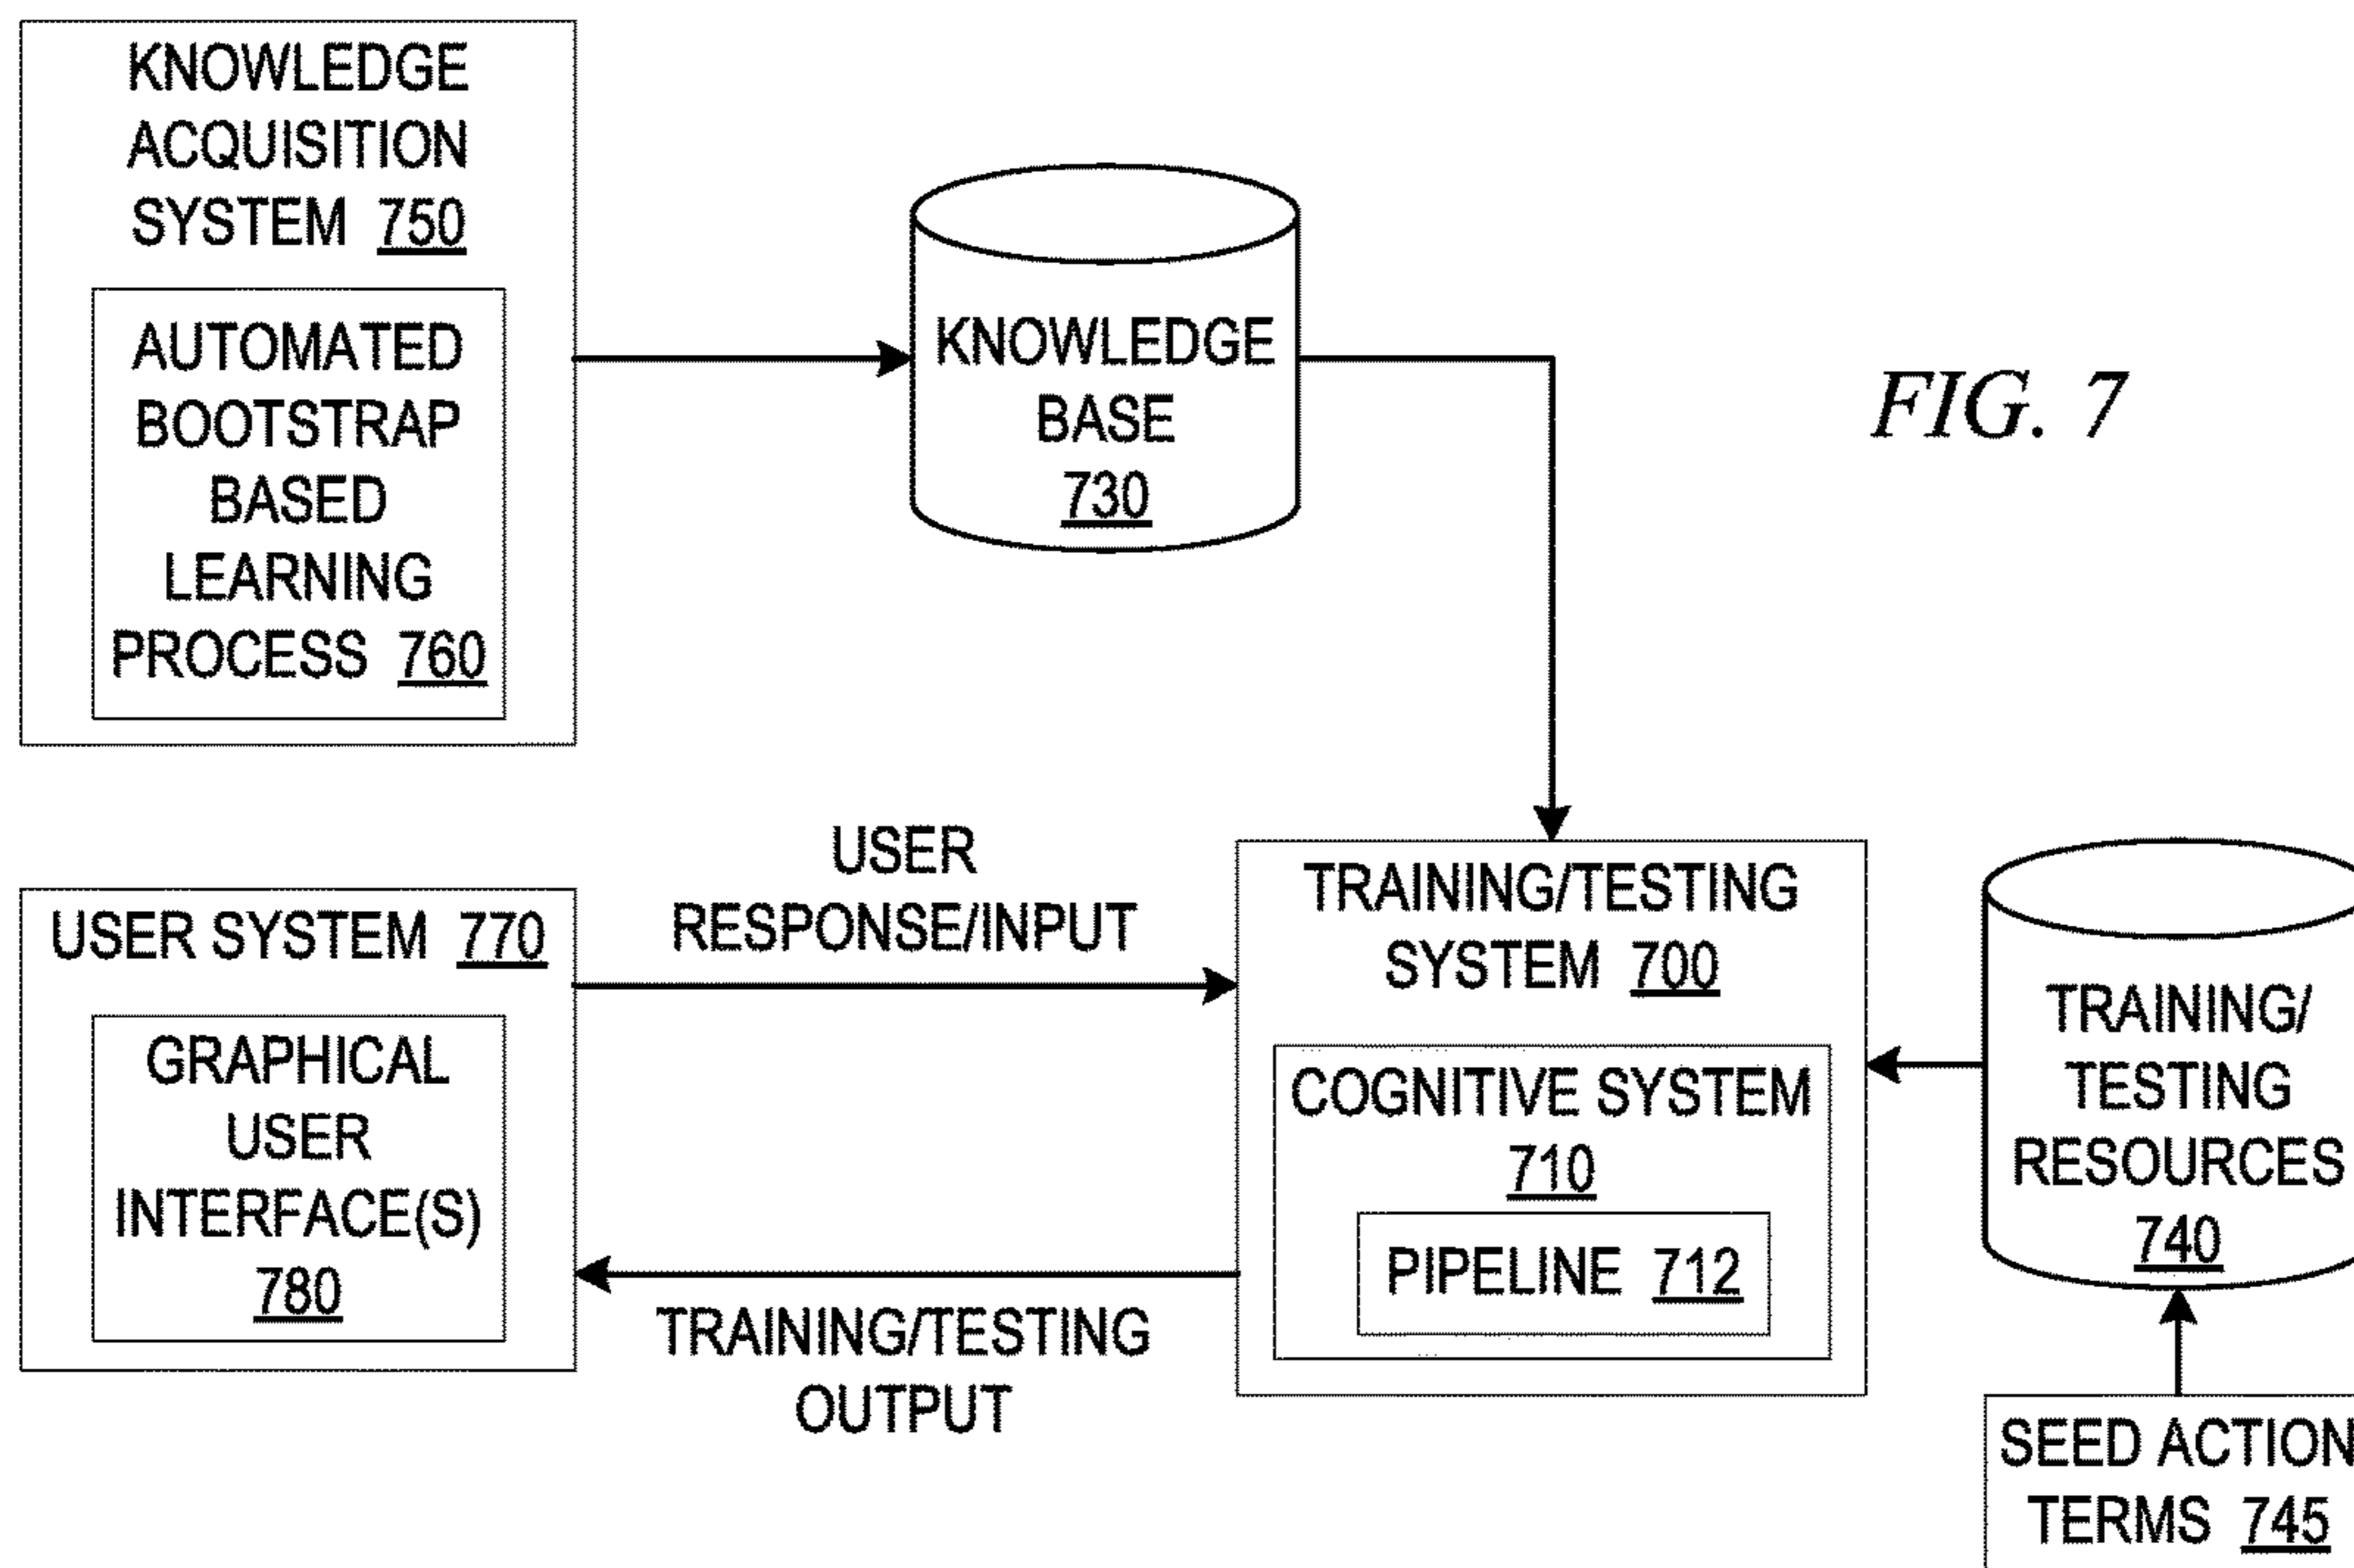 KNOWLEDGE
ACQUISITION
SYSTEM 750
AUTOMATED
BOOTSTRAP
BASED
LEARNING
PROCESS 760
KNOWLEDGE
BASE
730
FIG. 7
USER
RESPONSE/INPUT
USER SYSTEM 770
GRAPHICAL
USER
INTERFACE(S)
780
TRAINING/TESTING
OUTPUT
TRAINING/TESTING
SYSTEM 700
COGNITIVE SYSTEM
710
PIPELINE 712
TRAINING/
TESTING
RESOURCES
740
SEED ACTION
TERMS 745